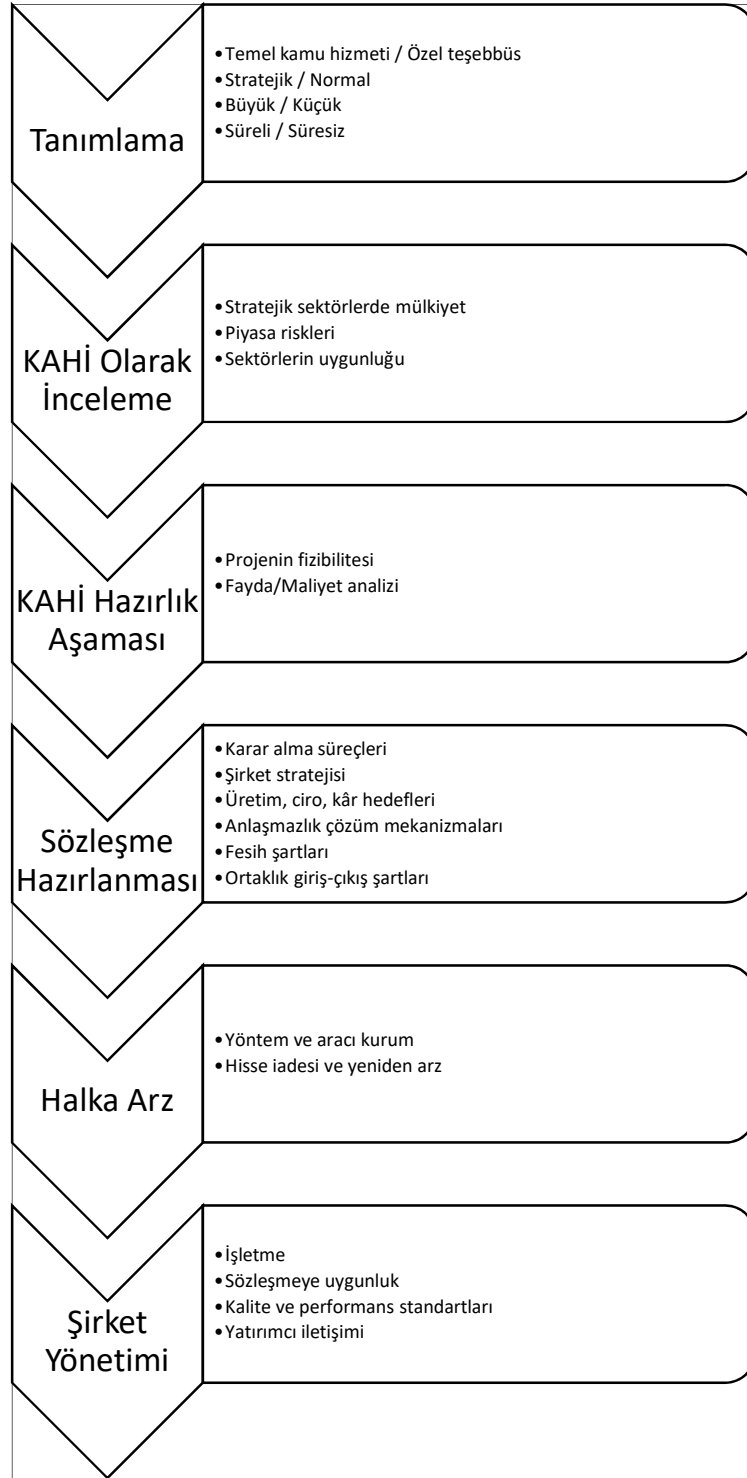 Tanımlama
•Temel kamu hizmeti / Özel teşebbüs
•Stratejik / Normal
•Büyük / Küçük
•Süreli / Süresiz
KAHİ Olarak
İnceleme
•Stratejik sektörlerde mülkiyet
•Piyasa riskleri
•Sektörlerin uygunluğu
KAHİ Hazırlık
Aşaması
•Projenin fizibilitesi
•Fayda/Maliyet analizi
Sözleşme
Hazırlanması
•Karar alma süreçleri
•Şirket stratejisi
•Üretim, ciro, kâr hedefleri
•Anlaşmazlık çözüm mekanizmaları
•Fesih şartları
•Ortaklık giriş-çıkış şartları
Halka Arz
•Yöntem ve aracı kurum
•Hisse iadesi ve yeniden arz
Şirket
Yönetimi
•İşletme
•Sözleşmeye uygunluk
•Kalite ve performans standartları
•Yatırımcı iletişimi